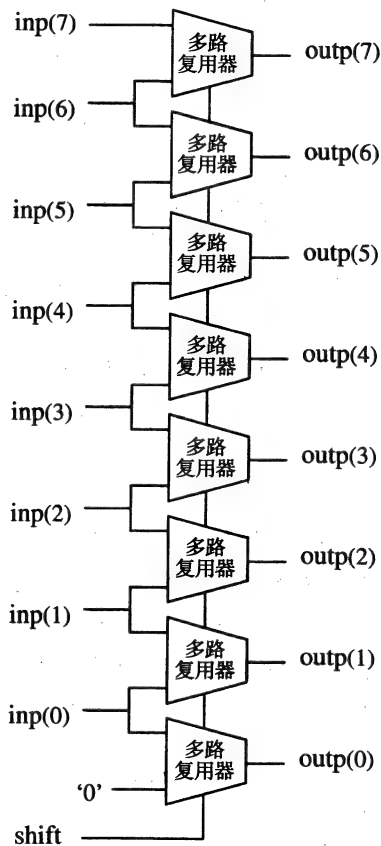 inp(7)
多路
复用器
outp(7)
inp(6)
多路
复用器
outp(6)
inp(5)
多路
复用器
outp(5)
inp(4)
多路
复用器
outp(4)
inp(3)
多路
复用器
outp(3)
inp(2)
多路
复用器
outp(2)
inp(1)
多路
复用器
outp(1)
inp(0)
多路
复用器
outp(0)
‘0’
shift